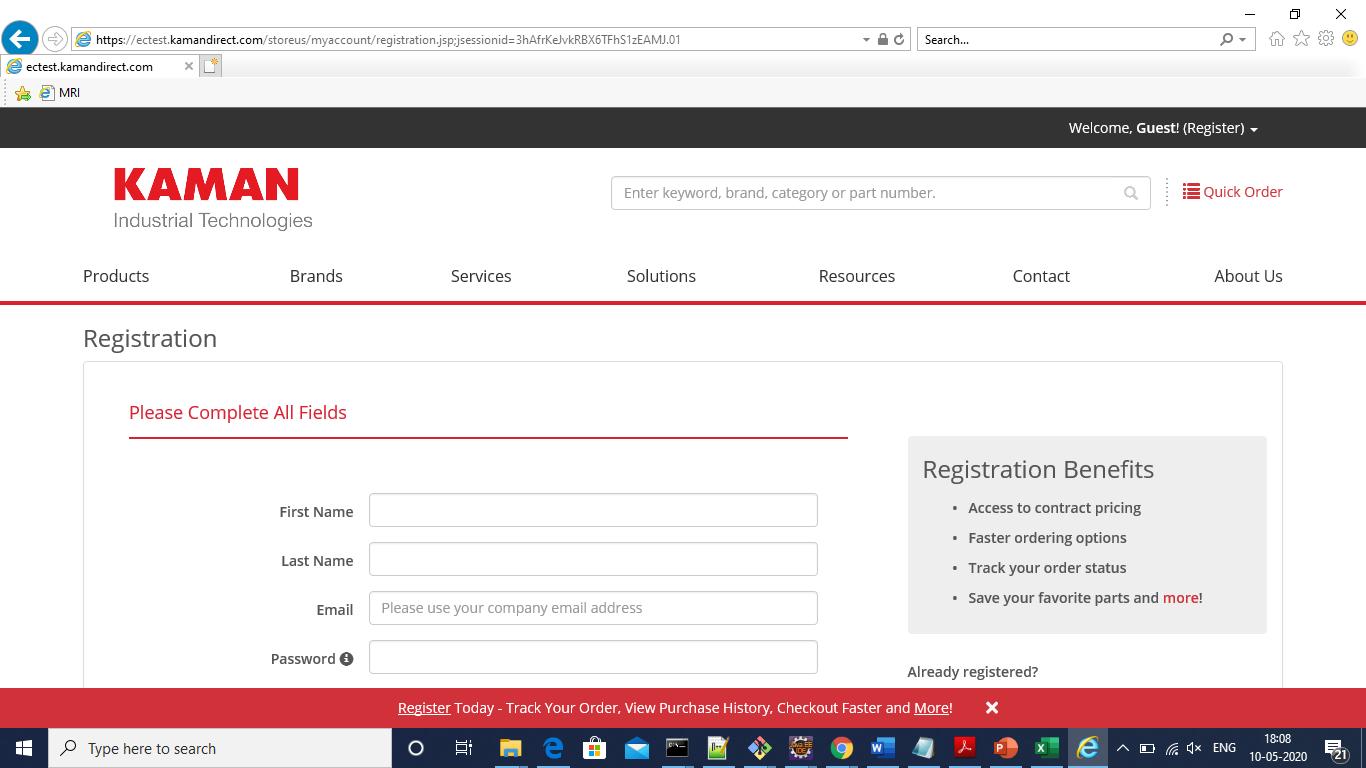 https://ectest.kamandirect.com/storeus/myaccount/registration.jsp;jsessionid=3hAfrKeJvkRBX6TFhS1zEAMJ.01
Search...
ectest.kamandirect.com
MRI
Welcome, Guest! (Register)
KAMAN
Industrial Technologies
Enter keyword, brand, category or part number.
Quick Order
Products Brands Services Solutions Resources Contact About Us
Registration
Please Complete All Fields
First Name
Last Name
Email Please use your company email address
Password
Registration Benefits
• Access to contract pricing
• Faster ordering options
• Track your order status
• Save your favorite parts and more!
Already registered?
Register Today - Track Your Order, View Purchase History, Checkout Faster and More!
Type here to search
ENG
18:08
10-05-2020
21